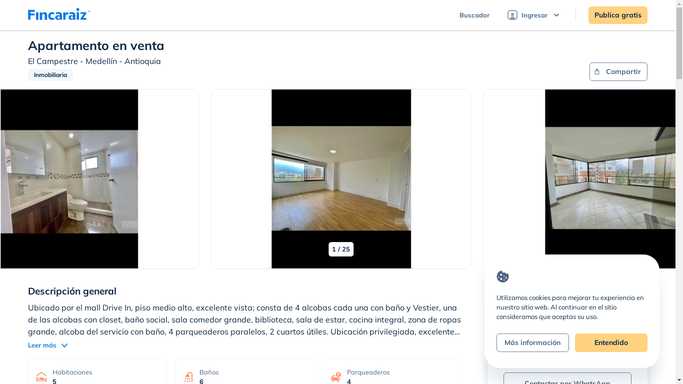 Fincaraiz
Buscador
Ingresar
Publica gratis
Apartamento en venta
El Campestre - Medellín - Antioquia
Inmobiliaria
Compartir
1 / 25
Descripción general
Ubicado por el mall Drive In, piso medio alto, excelente vista; consta de 4 alcobas cada una con baño y Vestier, una
de las alcobas con closet, baño social, sala comedor grande, biblioteca, sala de estar, cocina integral, zona de ropas
grande, alcoba del servicio con baño, 4 parqueaderos paralelos, 2 cuartos útiles. Ubicación privilegiada, excelente...
Leer más
Habitaciones
5
Baños
6
Parqueaderos
4
Utilizamos cookies para mejorar tu experiencia en
nuestro sitio web. Al continuar en el sitio
consideramos que aceptas su uso.
Más información
Entendido
Contactar por WhatsApp